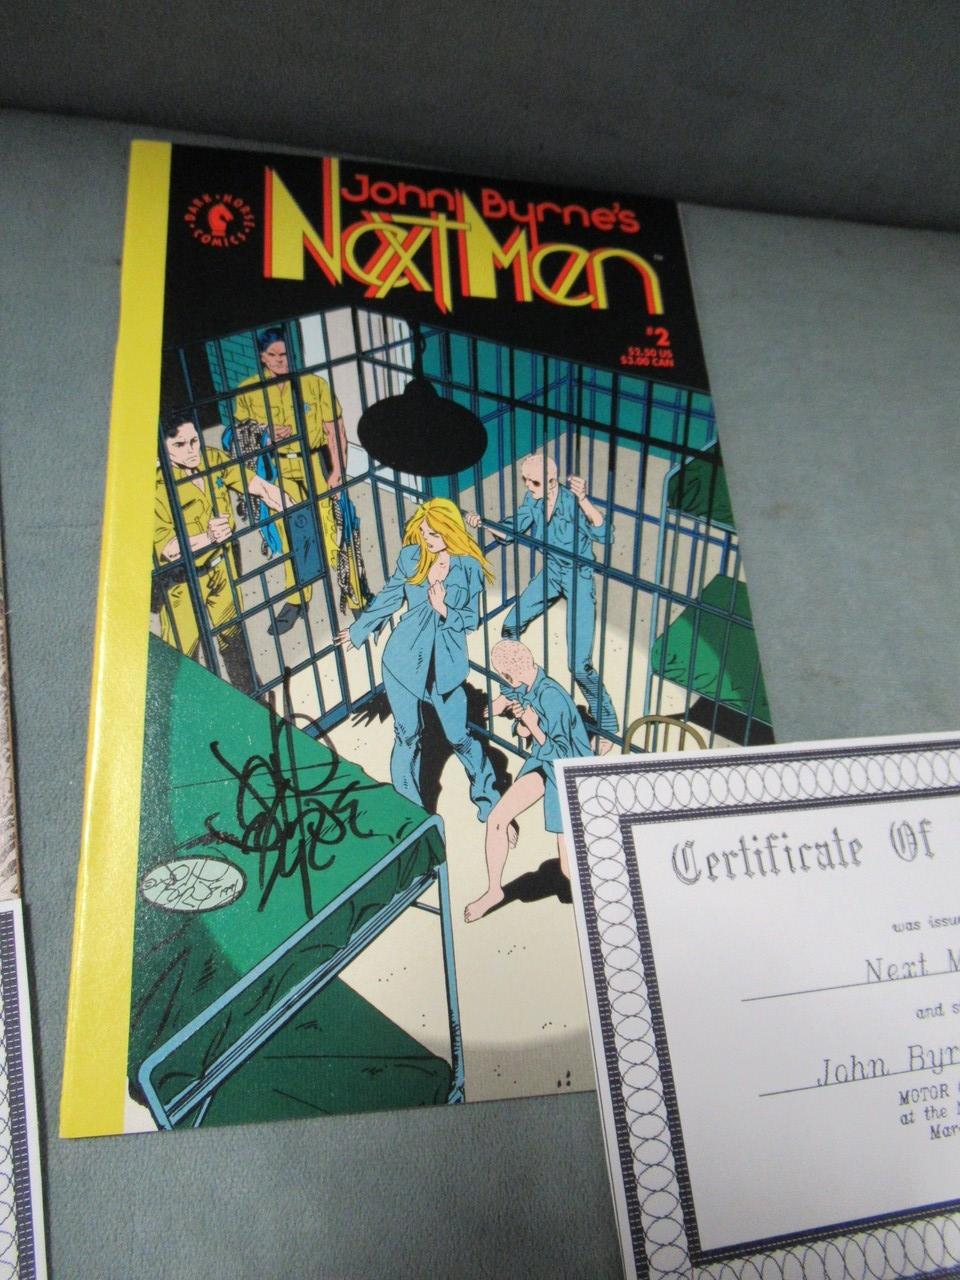 DARK HORSE
COMICS
John Byrne's
Next Men
™
#2
$2.50 US
$3.00 CAN
Certificate Of
was issu
Next M
and s
John Byr
MOTOR
at the
Mar